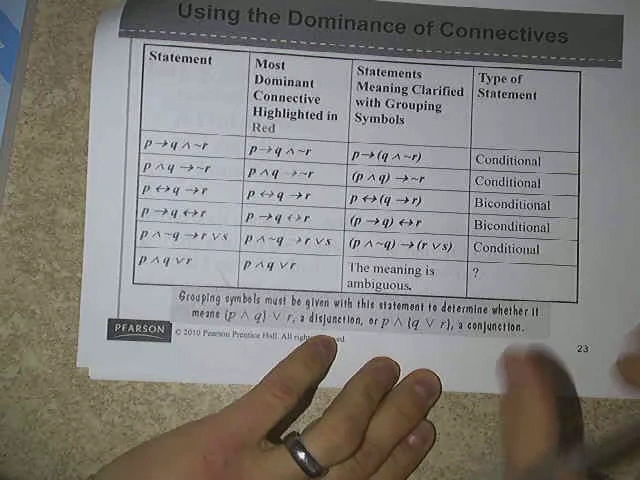 Using the Dominance of Connectives
Statement
Most
Dominant
Connective
Highlighted in
Red
Statements
Meaning Clarified
with Grouping
Symbols
Type of
Statement
p→q ∧ ~r
p→q ∧ ~r
p→(q ∧ ~r)
Conditional
p ∧ q → ~r
p ∧ q → ~r
(p ∧ q) → ~r
Conditional
p ↔ q → r
p ↔ q → r
p ↔ (q → r)
Biconditional
p → q ↔ r
p → q ↔ r
(p → q) ↔ r
Biconditional
p ∧ ~q → r ∨ s
p ∧ ~q → r ∨ s
(p ∧ ~q) → (r ∨ s)
Conditional
p ∧ q ∨ r
p ∧ q ∨ r
The meaning is
ambiguous.
?
Grouping symbols must be given with this statement to determine whether it
means (p ∧ q) ∨ r, a disjunction, or p ∧ (q ∨ r), a conjunction.
PEARSON
© 2010 Pearson Prentice Hall. All
23